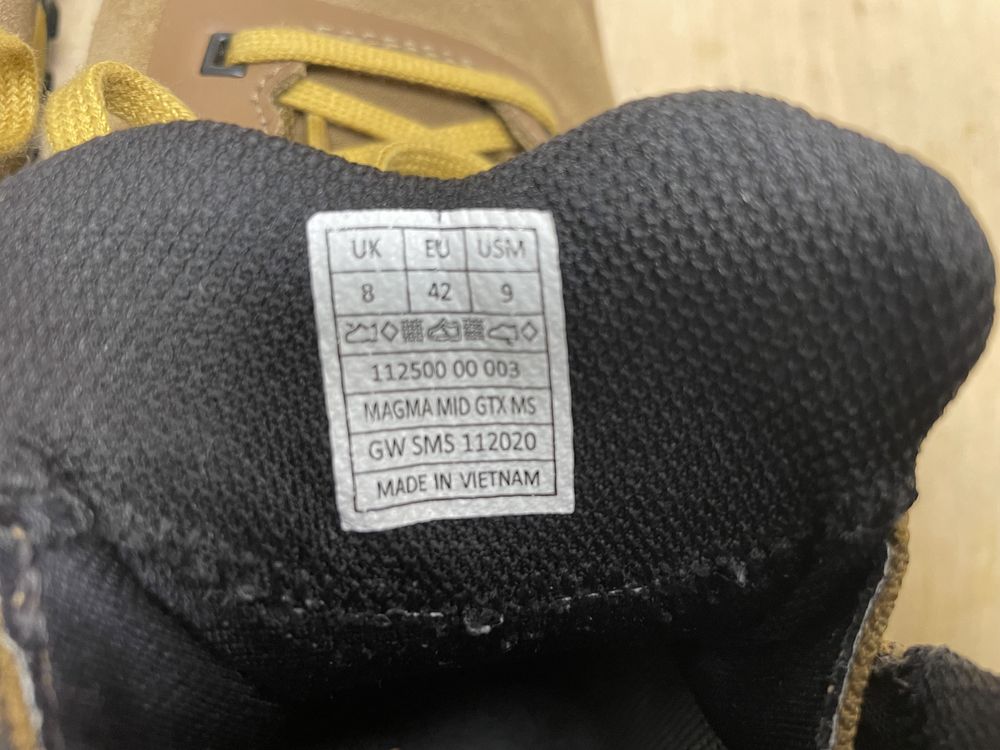 UK EU USM
8 42 9
112500 00 003
MAGMA MID GTX MS
GW SMS 112020
MADE IN VIETNAM